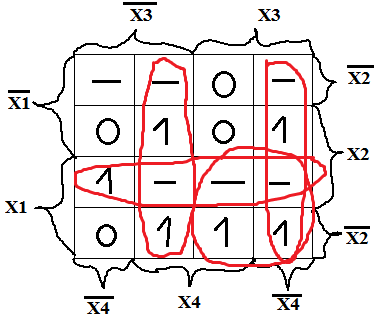 X̅3̅ X3
— — 0 — X̅2̅
X̅1̅ 0 1 0 1
X2
X1 1 — — —
0 1 1 1 X̅2̅
X̅4̅ X4 X̅4̅